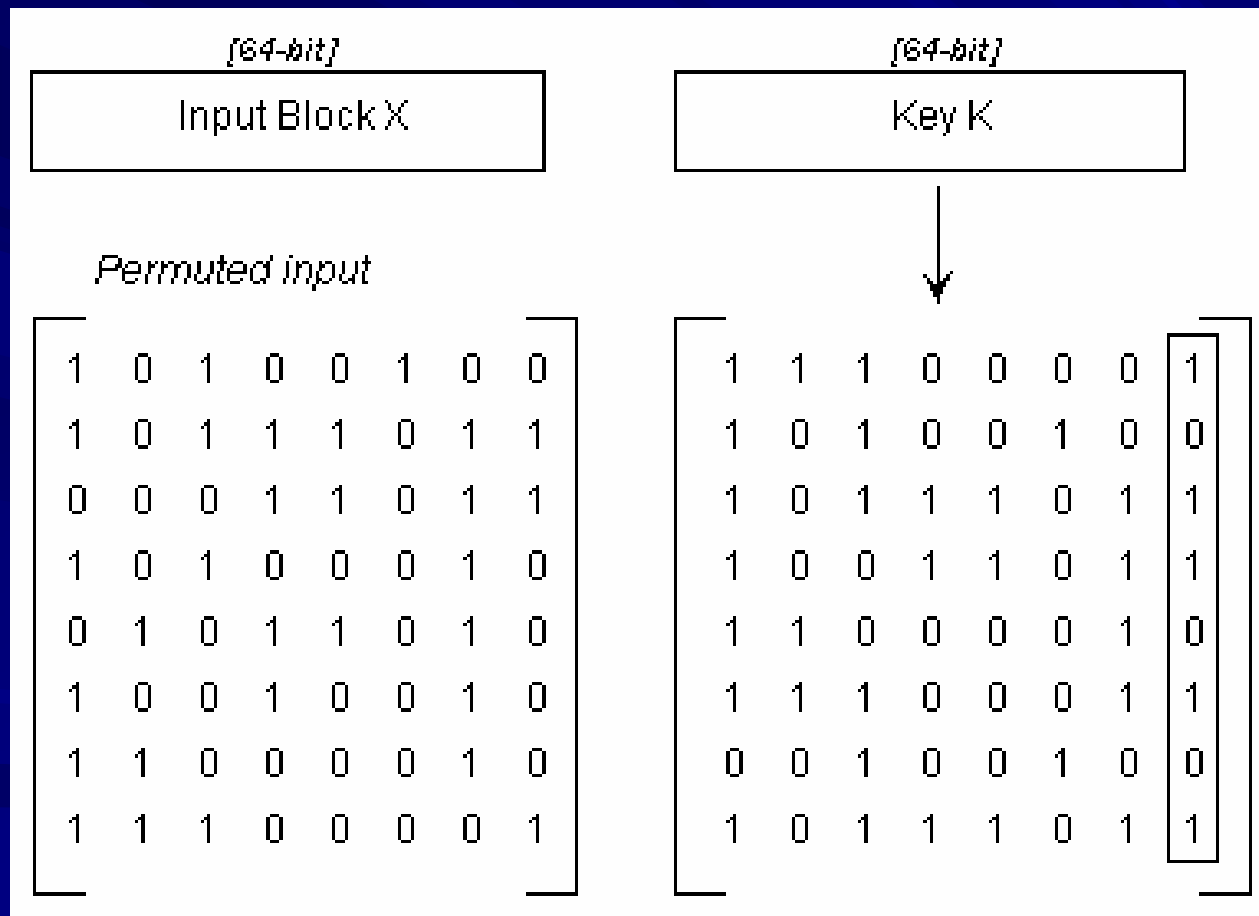 [64-bit] [64-bit]
Input Block X Key K
Permuted input
1 0 1 0 0 1 0 0 1 1 1 0 0 0 0 1
1 0 1 1 1 0 1 1 1 0 1 0 0 1 0 0
0 0 0 1 1 0 1 1 1 0 1 1 1 0 1 1
1 0 1 0 0 0 1 0 1 0 0 1 1 0 1 1
0 1 0 1 1 0 1 0 1 1 0 0 0 0 1 0
1 0 0 1 0 0 1 0 1 1 1 0 0 0 1 1
1 1 0 0 0 0 1 0 0 0 1 0 0 1 0 0
1 1 1 0 0 0 0 1 1 0 1 1 1 0 1 1